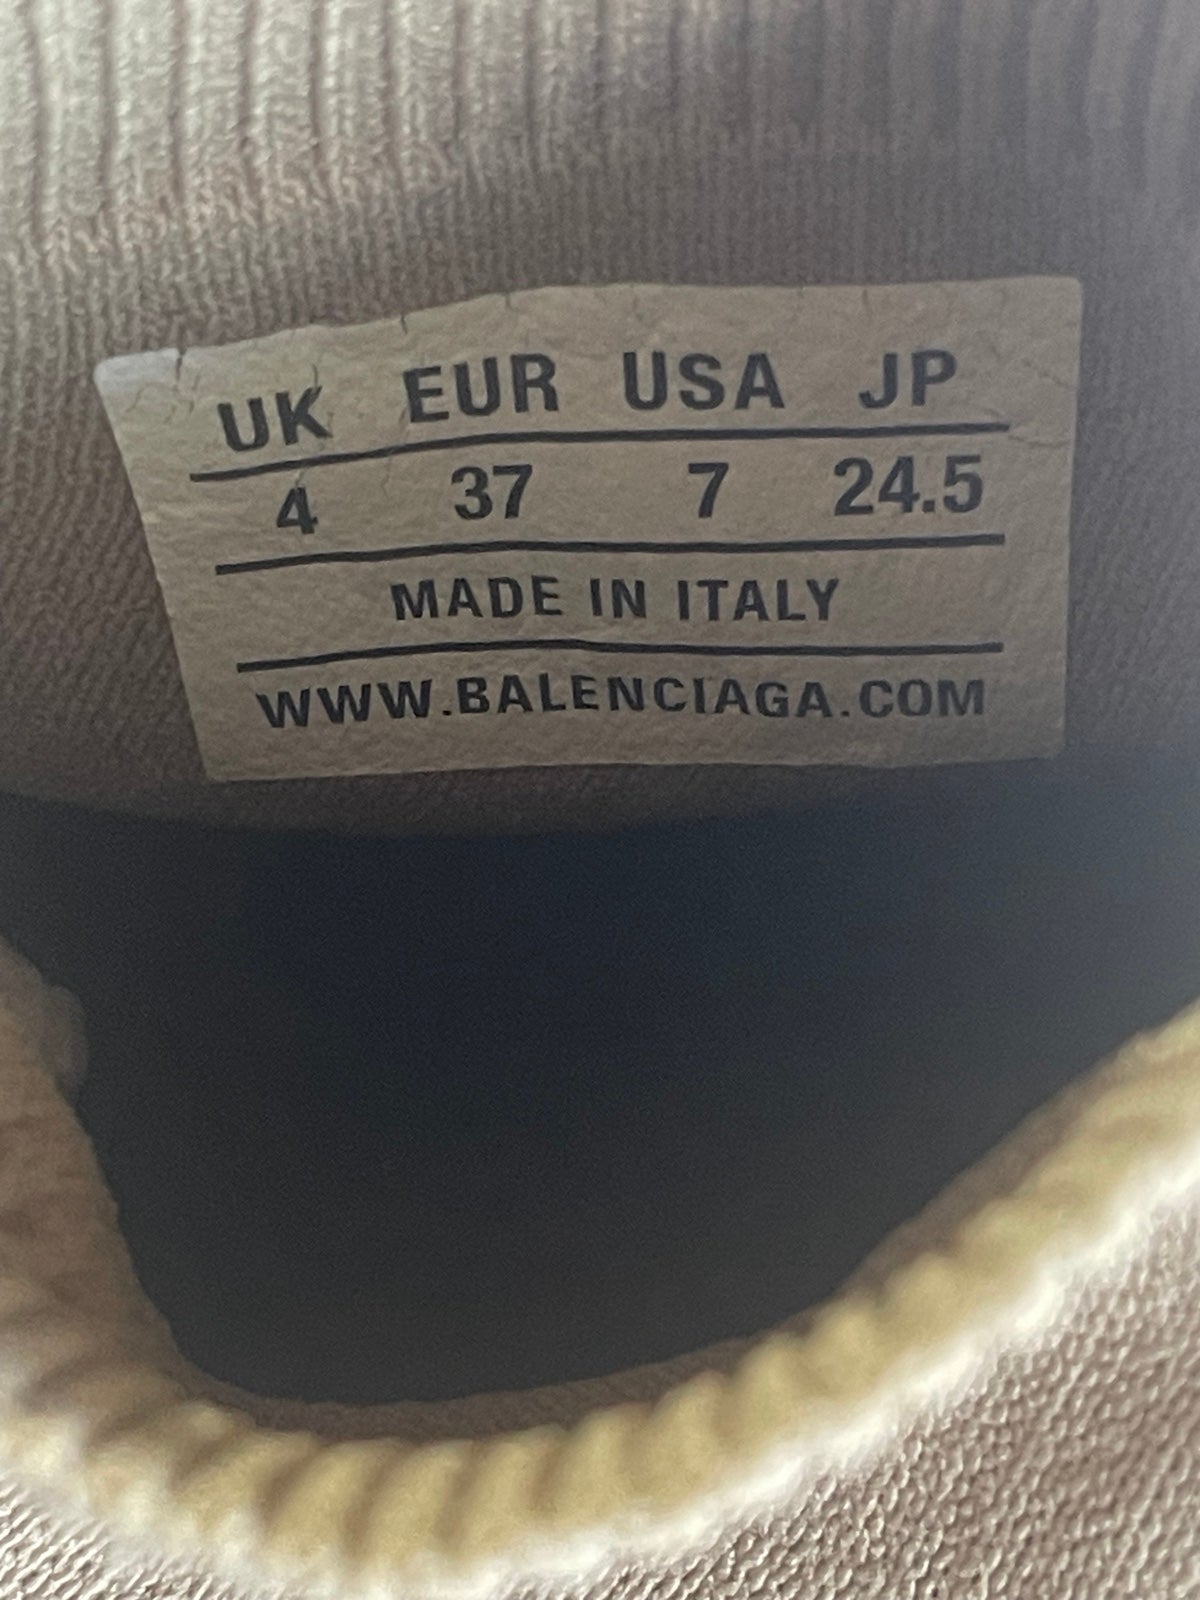 UK EUR USA JP
4 37 7 24.5
MADE IN ITALY
WWW.BALENCIAGA.COM